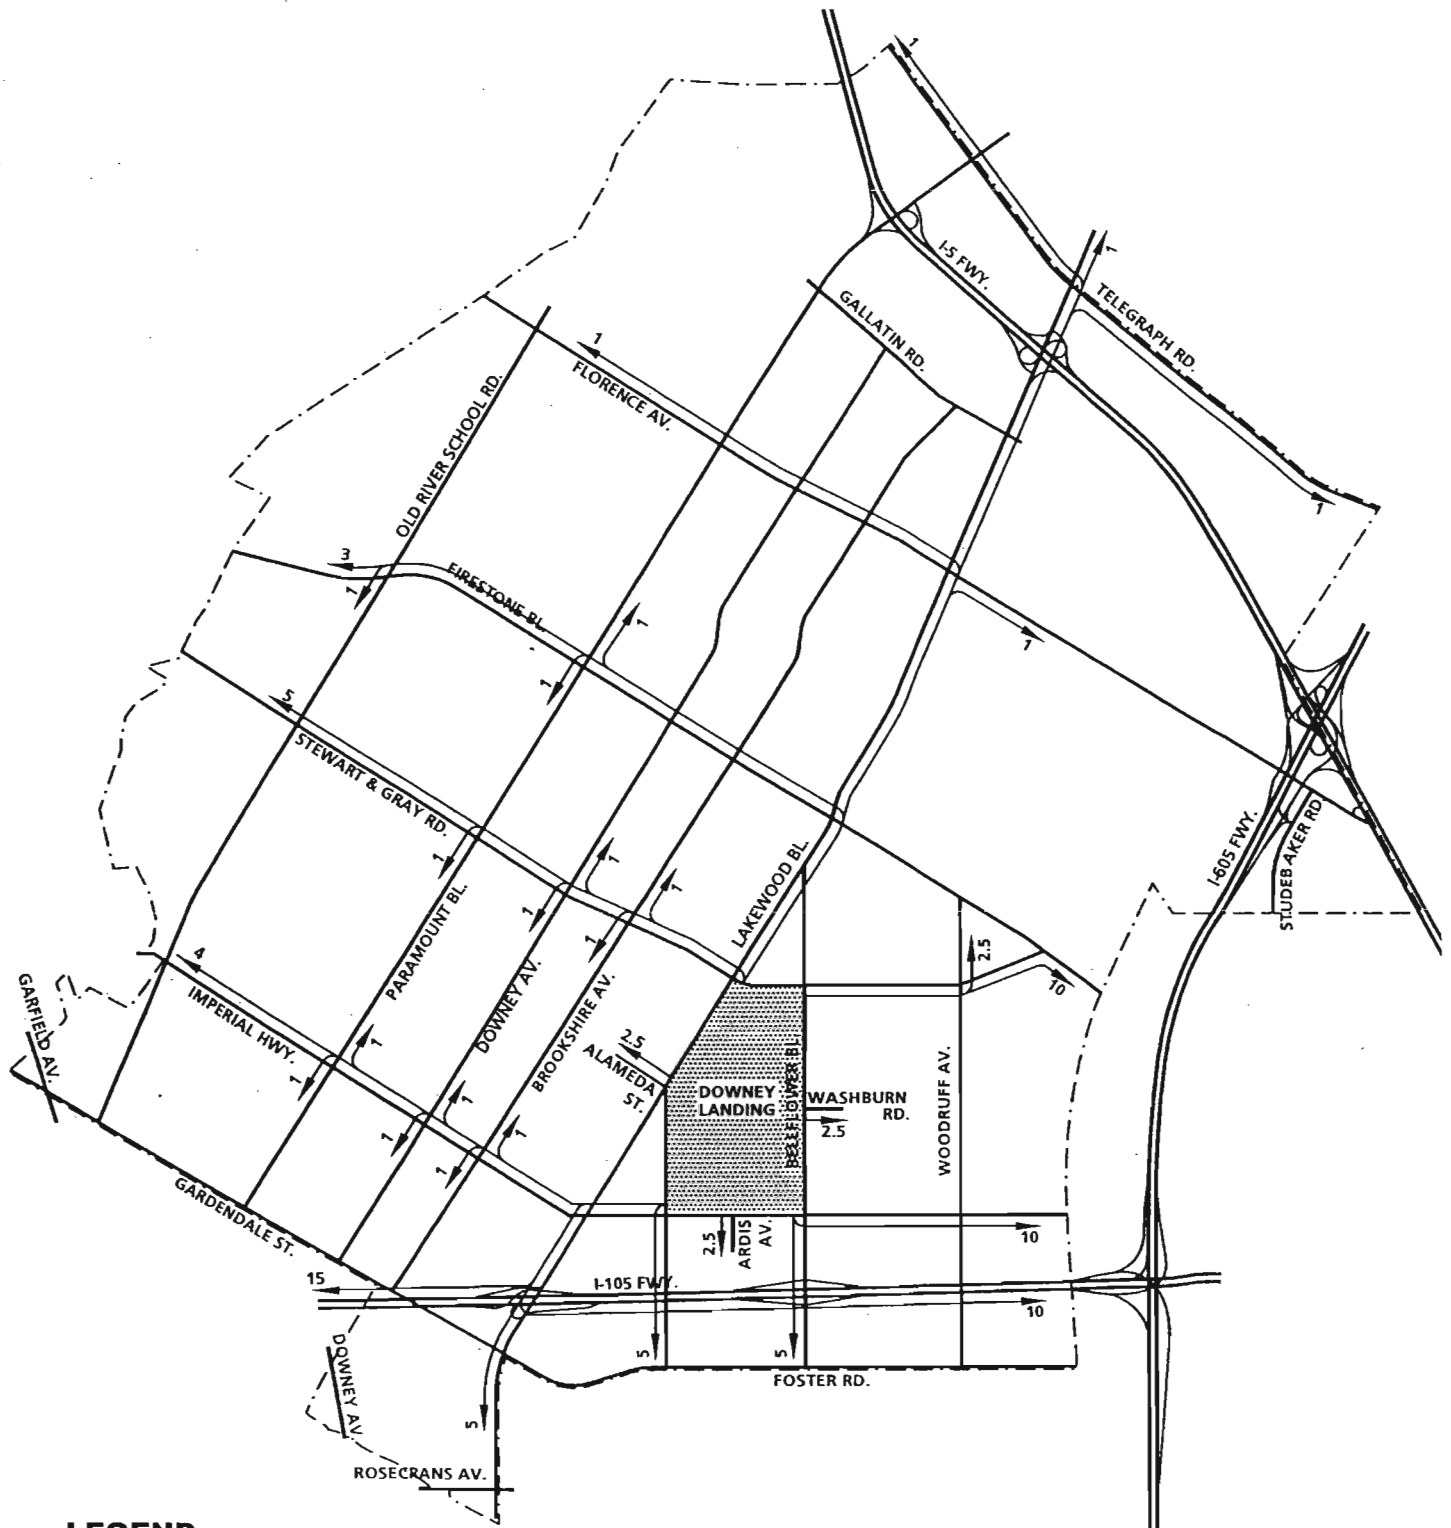 1
I-5 FWY.
1
TELEGRAPH RD.
GALLATIN RD.
1
FLORENCE AV.
OLD RIVER SCHOOL RD.
1
3
FIRESTONE BL.
1
1
1
1
5
STEWART & GRAY RD.
1
1
1
1
1
PARAMOUNT BL.
DOWNEY AV.
BROOKSHIRE AV.
LAKEWOOD BL.
I-605 FWY.
STUDEBAKER RD.
2.5
10
4
IMPERIAL HWY.
GARFIELD AV.
1
1
1
1
1
1
2.5
ALAMEDA
ST.
DOWNEY
LANDING
BELLFLOWER BL.
WASHBURN
RD.
2.5
WOODRUFF AV.
GARDENDALE ST.
2.5
ARDIS
AV.
10
15
I-105 FWY.
10
5
5
FOSTER RD.
DOWNEY AV
5
ROSECRANS AV.
LEGEND